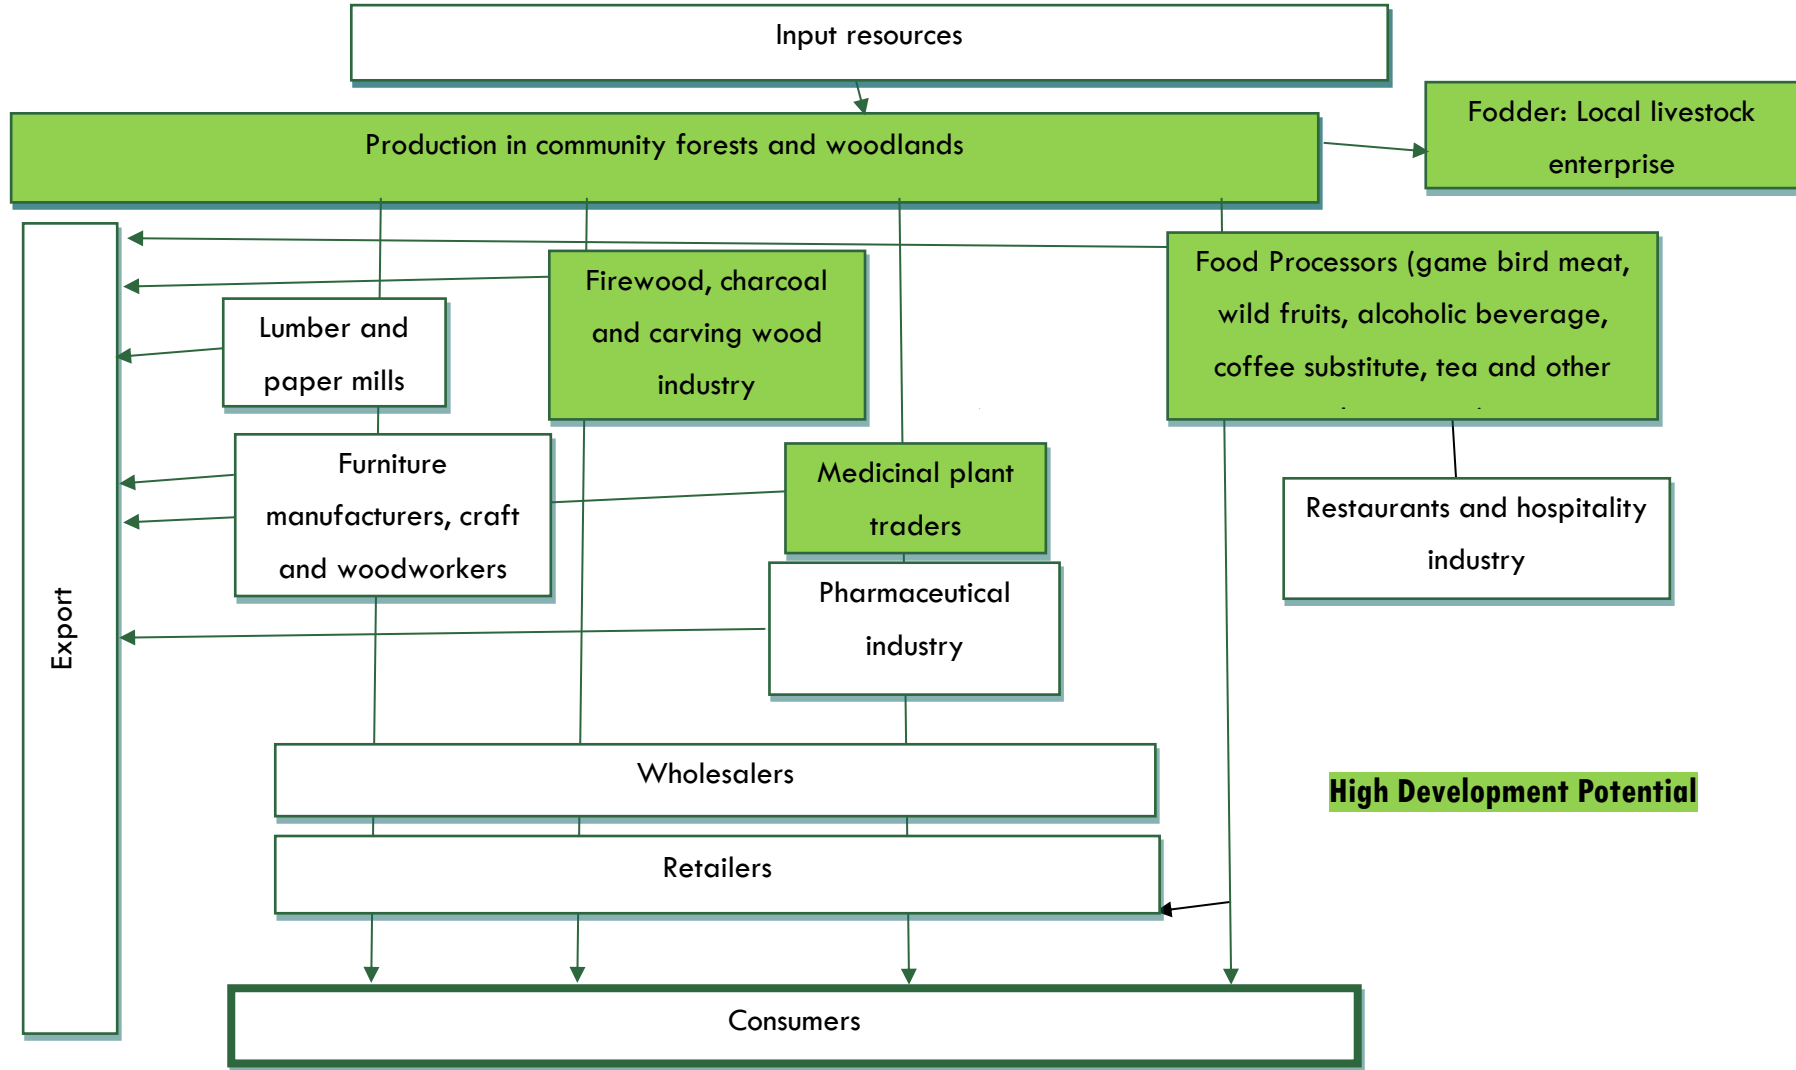 Input resources
Production in community forests and woodlands
Fodder: Local livestock
enterprise
Export
Lumber and
paper mills
Firewood, charcoal
and carving wood
industry
Food Processors (game bird meat,
wild fruits, alcoholic beverage,
coffee substitute, tea and other
Furniture
manufacturers, craft
and woodworkers
Medicinal plant
traders
Restaurants and hospitality
industry
Pharmaceutical
industry
Wholesalers
High Development Potential
Retailers
Consumers